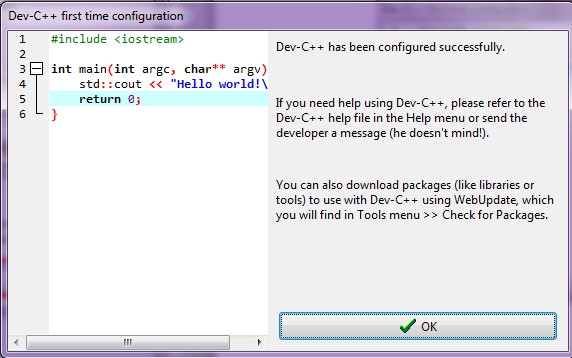 Dev-C++ first time configuration
1 #include <iostream>
2
3 int main(int argc, char** argv)
4 std::cout << "Hello world!\
5 return 0;
6 }
Dev-C++ has been configured successfully.
If you need help using Dev-C++, please refer to the
Dev-C++ help file in the Help menu or send the
developer a message (he doesn't mind!).
You can also download packages (like libraries or
tools) to use with Dev-C++ using WebUpdate, which
you will find in Tools menu >> Check for Packages.
OK